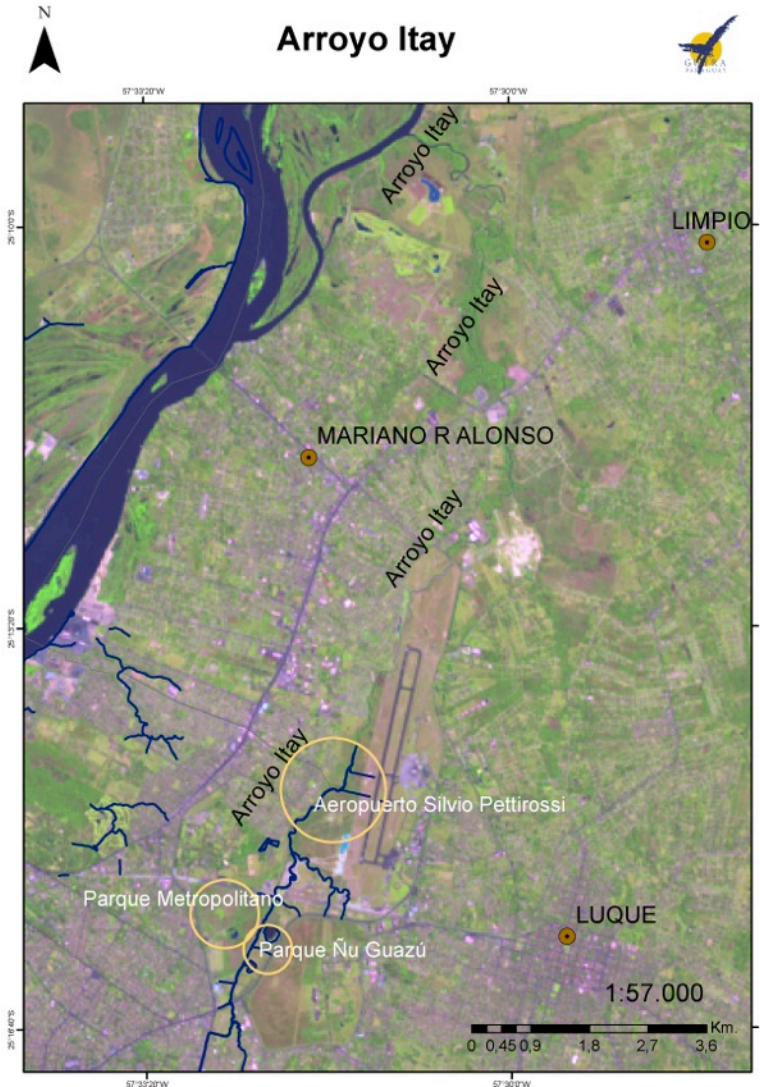 N
Arroyo Itay
GUYRA
PARAGUAY
57°33'20"W
57°30'0"W
Arroyo Itay
25°10'0"S
LIMPIO
Arroyo Itay
MARIANO R ALONSO
Arroyo Itay
25°13'20"S
Arroyo Itay
Aeropuerto Silvio Pettirossi
Parque Metropolitano
LUQUE
Parque Ñu Guazú
1:57.000
Km.
0 0,45 0,9 1,8 2,7 3,6
25°16'40"S
57°33'20"W
57°30'0"W